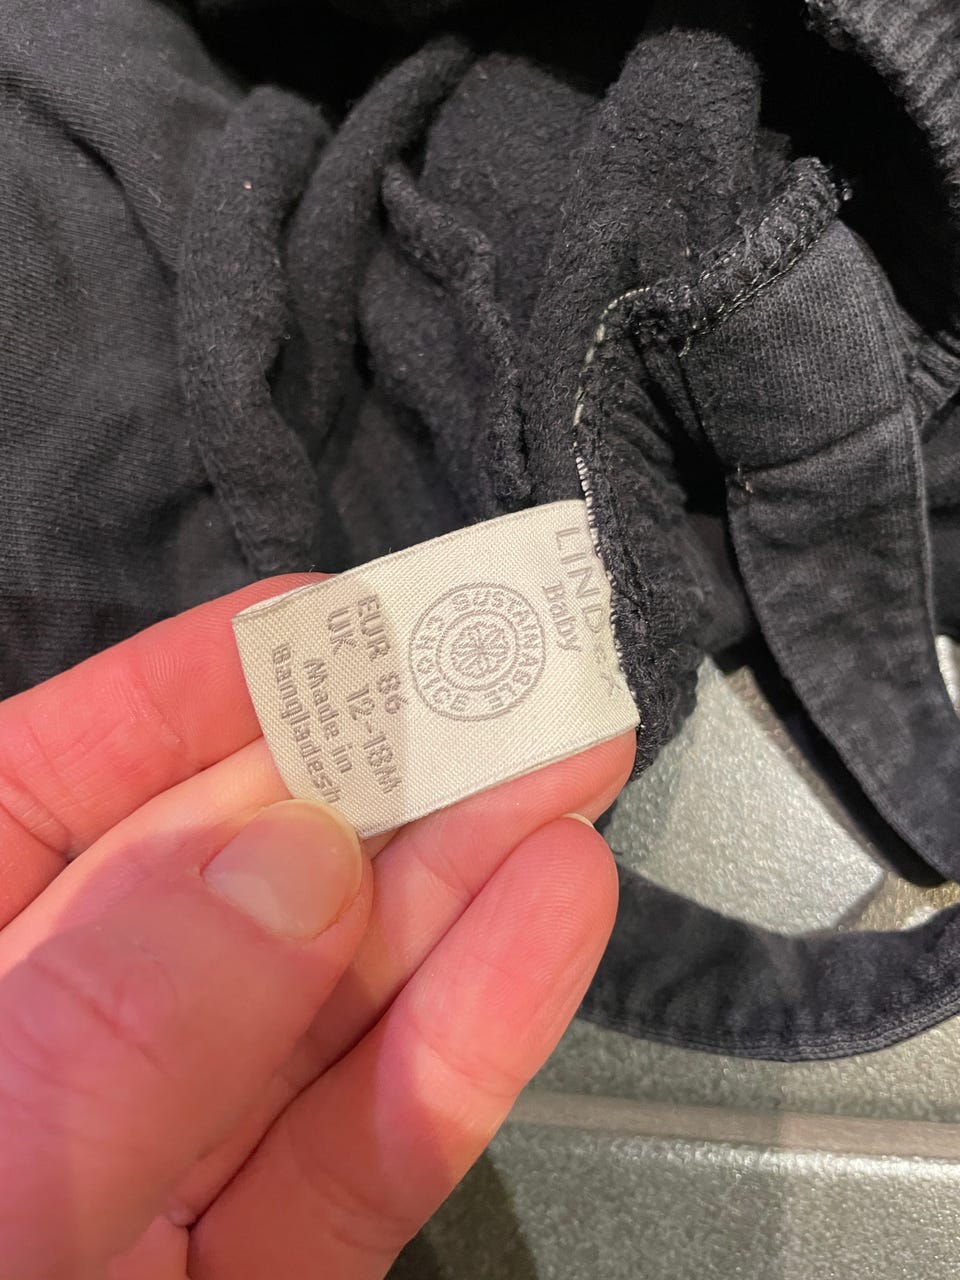 LINDEX
Baby
SUSTAINABLE CHOICE
EUR 86
UK 12-18M
Made in
Bangladesh